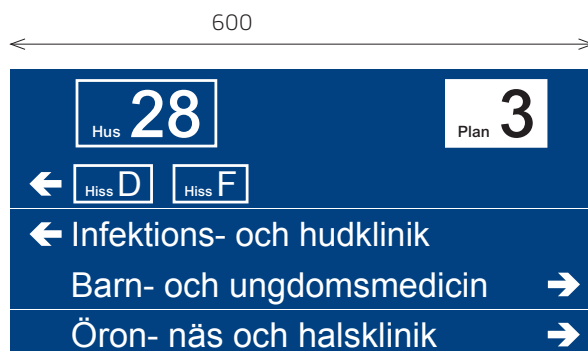 600
Hus 28 Plan 3
← Hiss D Hiss F
← Infektions- och hudklinik
Barn- och ungdomsmedicin →
Öron- näs och halsklinik →